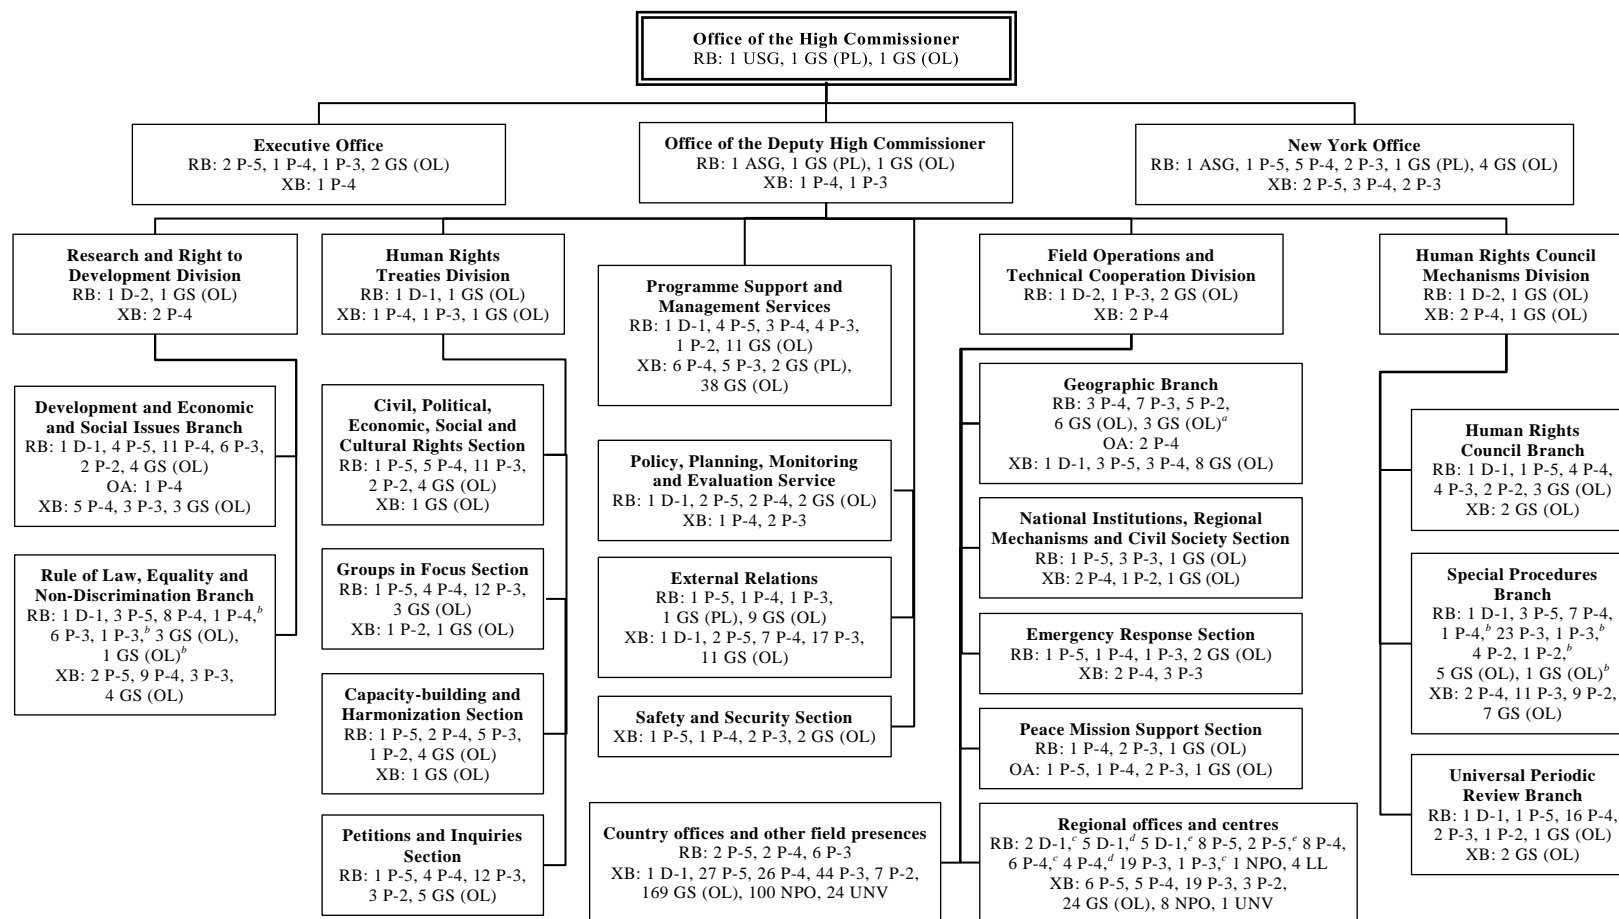 Office of the High Commissioner
RB: 1 USG, 1 GS (PL), 1 GS (OL)
Executive Office
RB: 2 P-5, 1 P-4, 1 P-3, 2 GS (OL)
XB: 1 P-4
Office of the Deputy High Commissioner
RB: 1 ASG, 1 GS (PL), 1 GS (OL)
XB: 1 P-4, 1 P-3
New York Office
RB: 1 ASG, 1 P-5, 5 P-4, 2 P-3, 1 GS (PL), 4 GS (OL)
XB: 2 P-5, 3 P-4, 2 P-3
Research and Right to
Development Division
RB: 1 D-2, 1 GS (OL)
XB: 2 P-4
Development and Economic
and Social Issues Branch
RB: 1 D-1, 4 P-5, 11 P-4, 6 P-3,
2 P-2, 4 GS (OL)
OA: 1 P-4
XB: 5 P-4, 3 P-3, 3 GS (OL)
Rule of Law, Equality and
Non-Discrimination Branch
RB: 1 D-1, 3 P-5, 8 P-4, 1 P-4,b
6 P-3, 1 P-3,b 3 GS (OL),
1 GS (OL)b
XB: 2 P-5, 9 P-4, 3 P-3,
4 GS (OL)
Human Rights
Treaties Division
RB: 1 D-1, 1 GS (OL)
XB: 1 P-4, 1 P-3, 1 GS (OL)
Civil, Political,
Economic, Social and
Cultural Rights Section
RB: 1 P-5, 5 P-4, 11 P-3,
2 P-2, 4 GS (OL)
XB: 1 GS (OL)
Groups in Focus Section
RB: 1 P-5, 4 P-4, 12 P-3,
3 GS (OL)
XB: 1 P-2, 1 GS (OL)
Capacity-building and
Harmonization Section
RB: 1 P-5, 2 P-4, 5 P-3,
1 P-2, 4 GS (OL)
XB: 1 GS (OL)
Petitions and Inquiries
Section
RB: 1 P-5, 4 P-4, 12 P-3,
3 P-2, 5 GS (OL)
Programme Support and
Management Services
RB: 1 D-1, 4 P-5, 3 P-4, 4 P-3,
1 P-2, 11 GS (OL)
XB: 6 P-4, 5 P-3, 2 GS (PL),
38 GS (OL)
Policy, Planning, Monitoring
and Evaluation Service
RB: 1 D-1, 2 P-5, 2 P-4, 2 GS (OL)
XB: 1 P-4, 2 P-3
External Relations
RB: 1 P-5, 1 P-4, 1 P-3,
1 GS (PL), 9 GS (OL)
XB: 1 D-1, 2 P-5, 7 P-4, 17 P-3,
11 GS (OL)
Safety and Security Section
XB: 1 P-5, 1 P-4, 2 P-3, 2 GS (OL)
Country offices and other field presences
RB: 2 P-5, 2 P-4, 6 P-3
XB: 1 D-1, 27 P-5, 26 P-4, 44 P-3, 7 P-2,
169 GS (OL), 100 NPO, 24 UNV
Field Operations and
Technical Cooperation Division
RB: 1 D-2, 1 P-3, 2 GS (OL)
XB: 2 P-4
Geographic Branch
RB: 3 P-4, 7 P-3, 5 P-2,
6 GS (OL), 3 GS (OL)a
OA: 2 P-4
XB: 1 D-1, 3 P-5, 3 P-4, 8 GS (OL)
National Institutions, Regional
Mechanisms and Civil Society Section
RB: 1 P-5, 3 P-3, 1 GS (OL)
XB: 2 P-4, 1 P-2, 1 GS (OL)
Emergency Response Section
RB: 1 P-5, 1 P-4, 1 P-3, 2 GS (OL)
XB: 2 P-4, 3 P-3
Peace Mission Support Section
RB: 1 P-4, 2 P-3, 1 GS (OL)
OA: 1 P-5, 1 P-4, 2 P-3, 1 GS (OL)
Regional offices and centres
RB: 2 D-1,c 5 D-1,d 5 D-1,e 8 P-5, 2 P-5,e 8 P-4,
6 P-4,c 4 P-4,d 19 P-3, 1 P-3,c 1 NPO, 4 LL
XB: 6 P-5, 5 P-4, 19 P-3, 3 P-2,
24 GS (OL), 8 NPO, 1 UNV
Human Rights Council
Mechanisms Division
RB: 1 D-2, 1 GS (OL)
XB: 2 P-4, 1 GS (OL)
Human Rights
Council Branch
RB: 1 D-1, 1 P-5, 4 P-4,
4 P-3, 2 P-2, 3 GS (OL)
XB: 2 GS (OL)
Special Procedures
Branch
RB: 1 D-1, 3 P-5, 7 P-4,
1 P-4,b 23 P-3, 1 P-3,b
4 P-2, 1 P-2,b
5 GS (OL), 1 GS (OL)b
XB: 2 P-4, 11 P-3, 9 P-2,
7 GS (OL)
Universal Periodic
Review Branch
RB: 1 D-1, 1 P-5, 16 P-4,
2 P-3, 1 P-2, 1 GS (OL)
XB: 2 GS (OL)